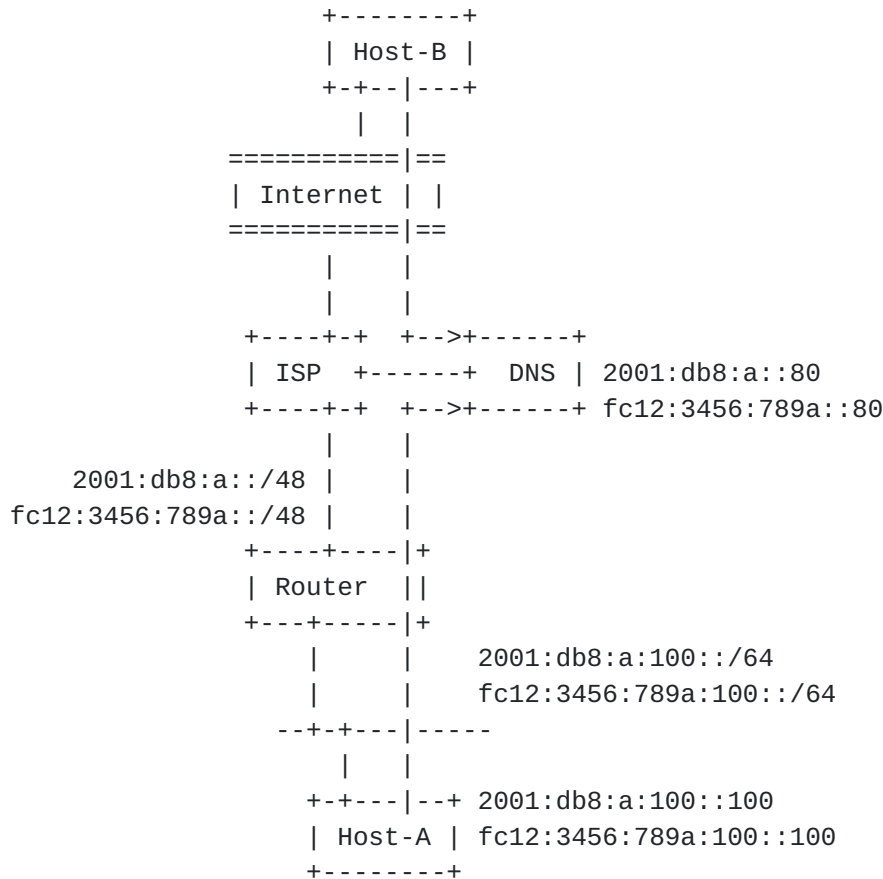 +--------+
| Host-B |
+-+--|---+
| |
===========|==
| Internet | |
===========|==
| |
| |
+----+-+ +-->+------+
| ISP +------+ DNS | 2001:db8:a::80
+----+-+ +-->+------+ fc12:3456:789a::80
| |
2001:db8:a::/48 | |
fc12:3456:789a::/48 | |
+----+----|+
| Router ||
+---+-----|+
| | 2001:db8:a:100::/64
| | fc12:3456:789a:100::/64
--+-+---|-----
| |
+-+---|--+ 2001:db8:a:100::100
| Host-A | fc12:3456:789a:100::100
+--------+